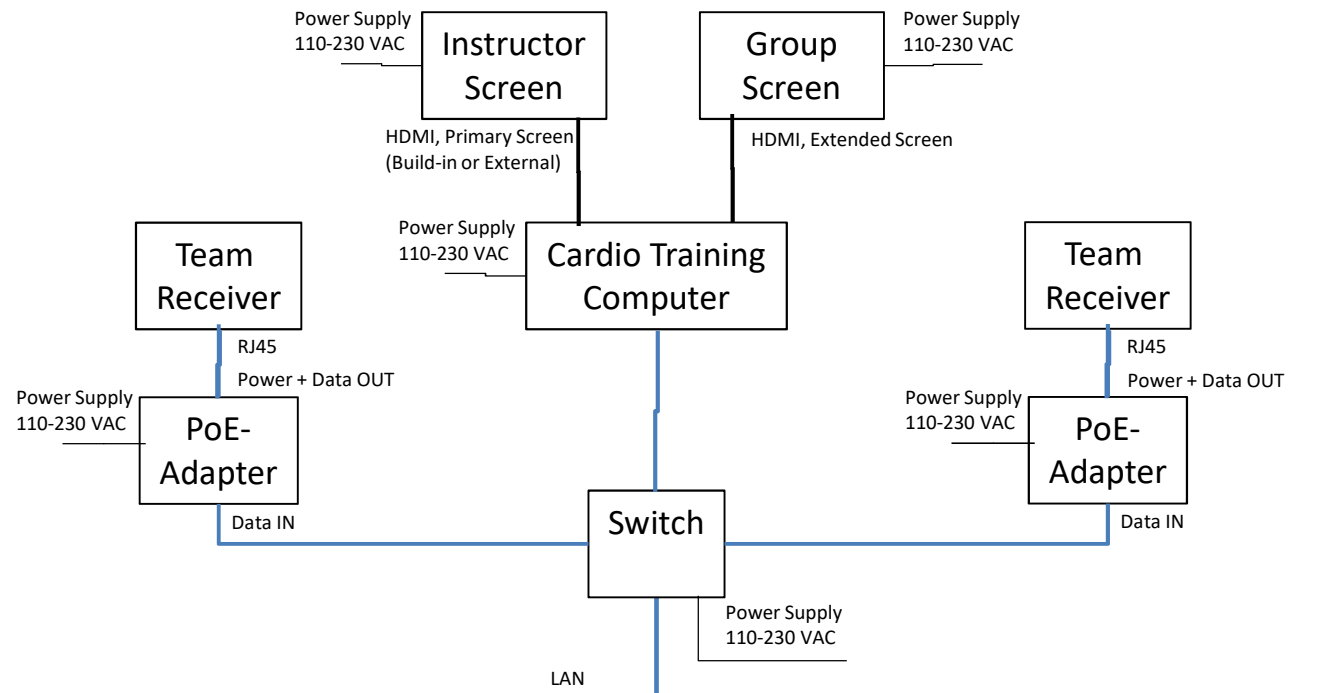 Power Supply
110-230 VAC
Instructor
Screen
Group
Screen
Power Supply
110-230 VAC
HDMI, Primary Screen
(Build-in or External)
HDMI, Extended Screen
Team
Receiver
Power Supply
110-230 VAC
Cardio Training
Computer
Team
Receiver
RJ45
Power + Data OUT
RJ45
Power + Data OUT
Power Supply
110-230 VAC
PoE-
Adapter
Power Supply
110-230 VAC
PoE-
Adapter
Data IN
Switch
Data IN
Power Supply
110-230 VAC
LAN